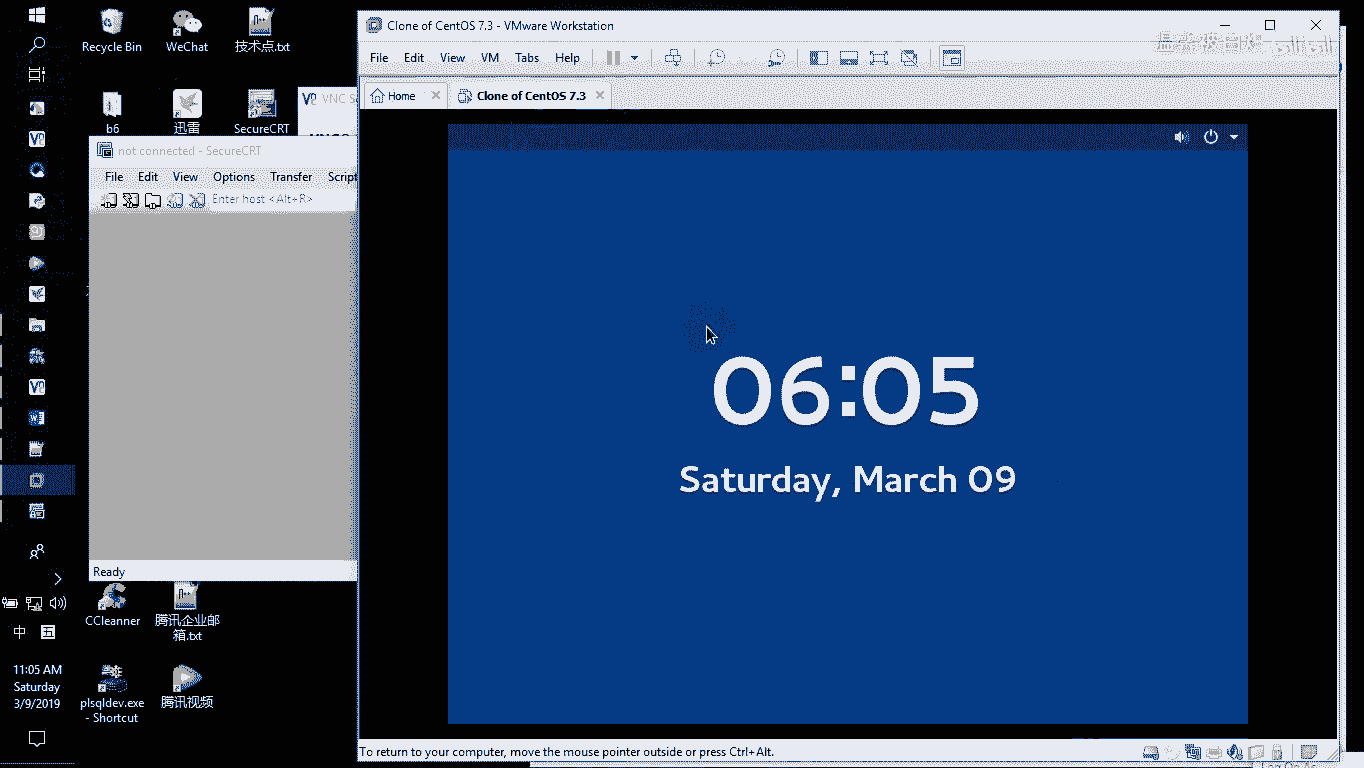 Recycle Bin
WeChat
技术点.txt
b6
迅雷
SecureCRT
not connected - SecureCRT
File Edit View Options Transfer Script
Enter host <Alt+R>
Ready
CCleanner
腾讯企业邮
箱.txt
plsqldev.exe
- Shortcut
腾讯视频
中 五
11:05 AM
Saturday
3/9/2019
Clone of CentOS 7.3 - VMware Workstation
File Edit View VM Tabs Help
Home
Clone of CentOS 7.3
06:05
Saturday, March 09
To return to your computer, move the mouse pointer outside or press Ctrl+Alt.